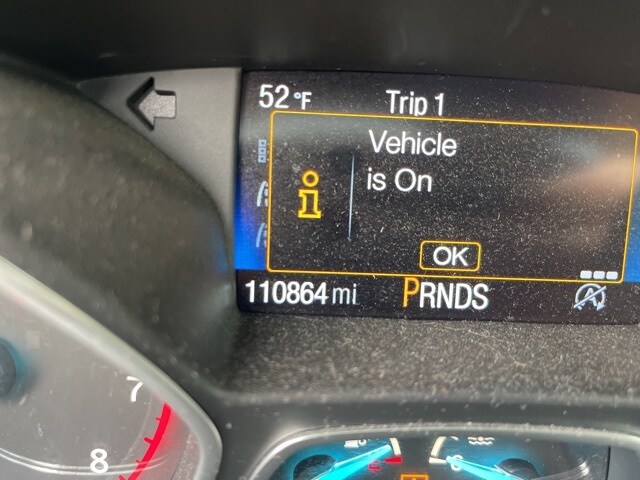 52 °F Trip 1
Vehicle
is On
OK
110864 mi PRNDS
A
7
8